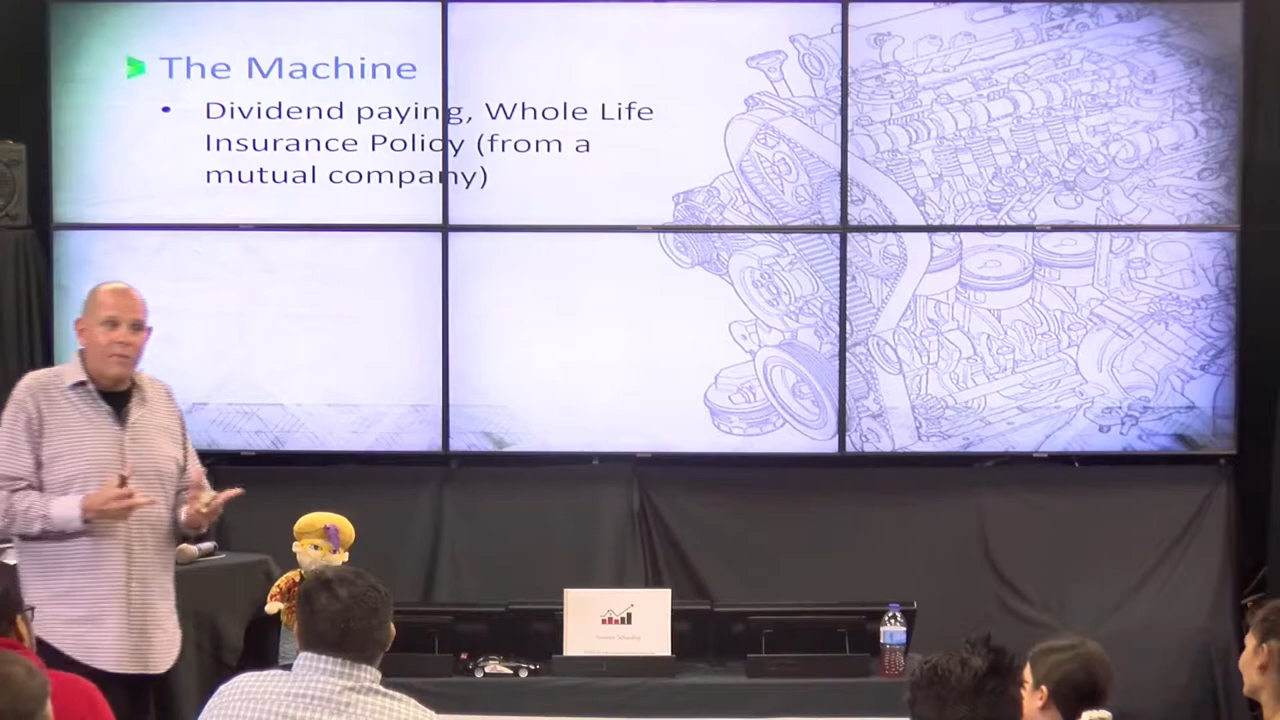 The Machine
• Dividend paying, Whole Life
Insurance Policy (from a
mutual company)